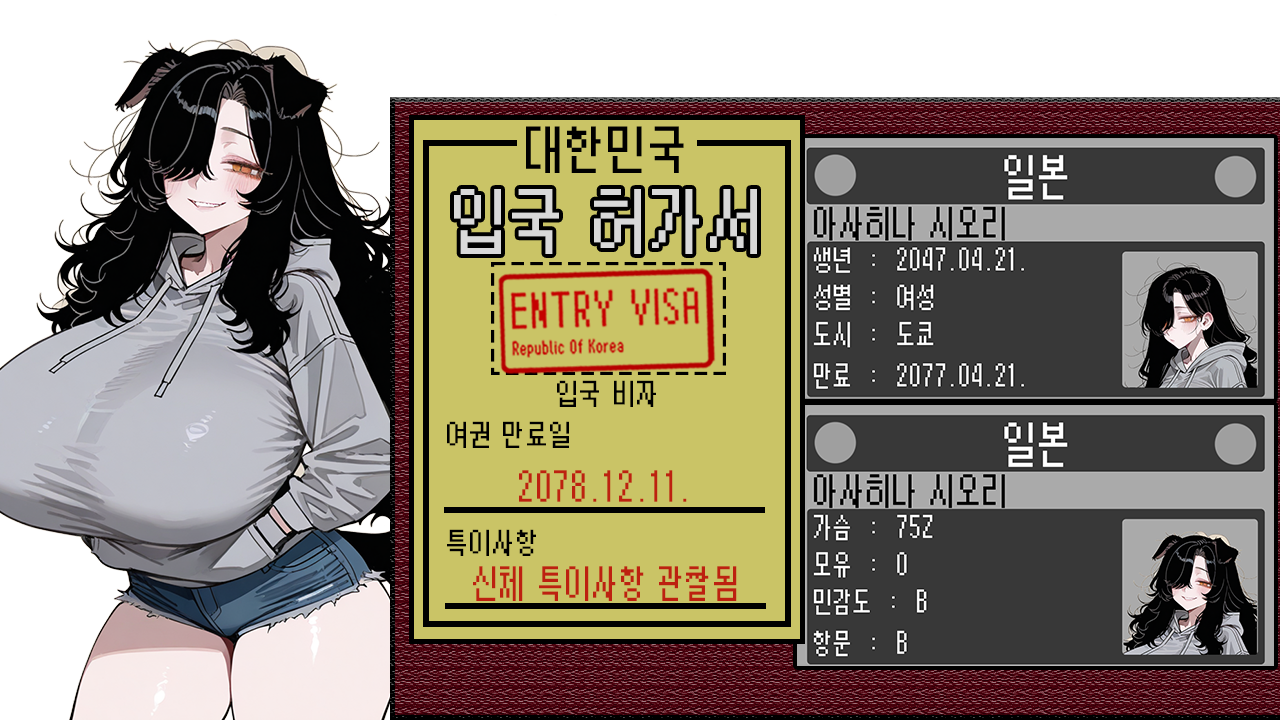 대한민국
입국 허가서
ENTRY VISA
Republic Of Korea
입국 비자
여권 만료일
2078.12.11.
특이사항
신체 특이사항 관찰됨
일본
아사히나 시오리
생년 : 2047.04.21.
성별 : 여성
도시 : 도쿄
만료 : 2077.04.21.
일본
아사히나 시오리
가슴 : 75Z
모유 : O
민감도 : B
항문 : B